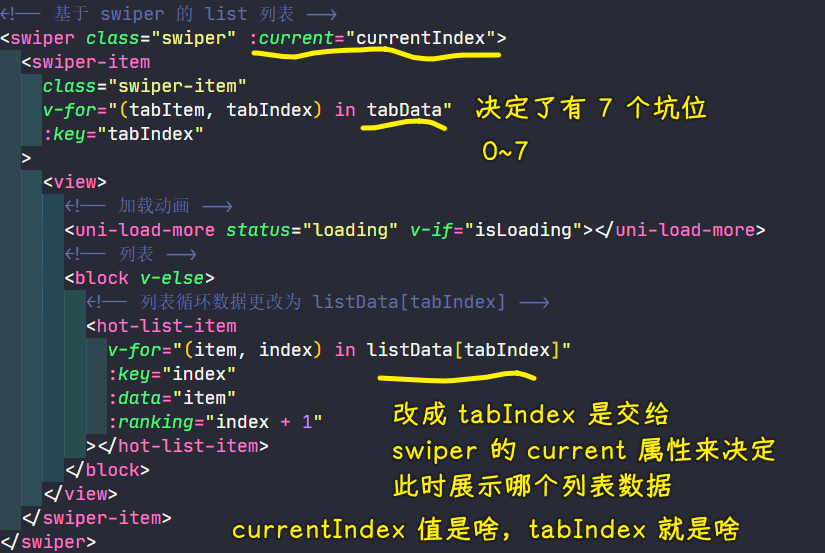 <!-- 基于 swiper 的 list 列表 -->
<swiper class="swiper" :current="currentIndex">
<swiper-item
class="swiper-item"
v-for="(tabItem, tabIndex) in tabData"
决定了有 7 个坑位
:key="tabIndex"
0~7
>
<view>
<!-- 加载动画 -->
<uni-load-more status="loading" v-if="isLoading"></uni-load-more>
<!-- 列表 -->
<block v-else>
<!-- 列表循环数据更改为 listData[tabIndex] -->
<hot-list-item
v-for="(item, index) in listData[tabIndex]"
:key="index"
:data="item"
:ranking="index + 1"
></hot-list-item>
改成 tabIndex 是交给
swiper 的 current 属性来决定
此时展示哪个列表数据
</block>
</view>
</swiper-item>
currentIndex 值是啥，tabIndex 就是啥
</swiper>